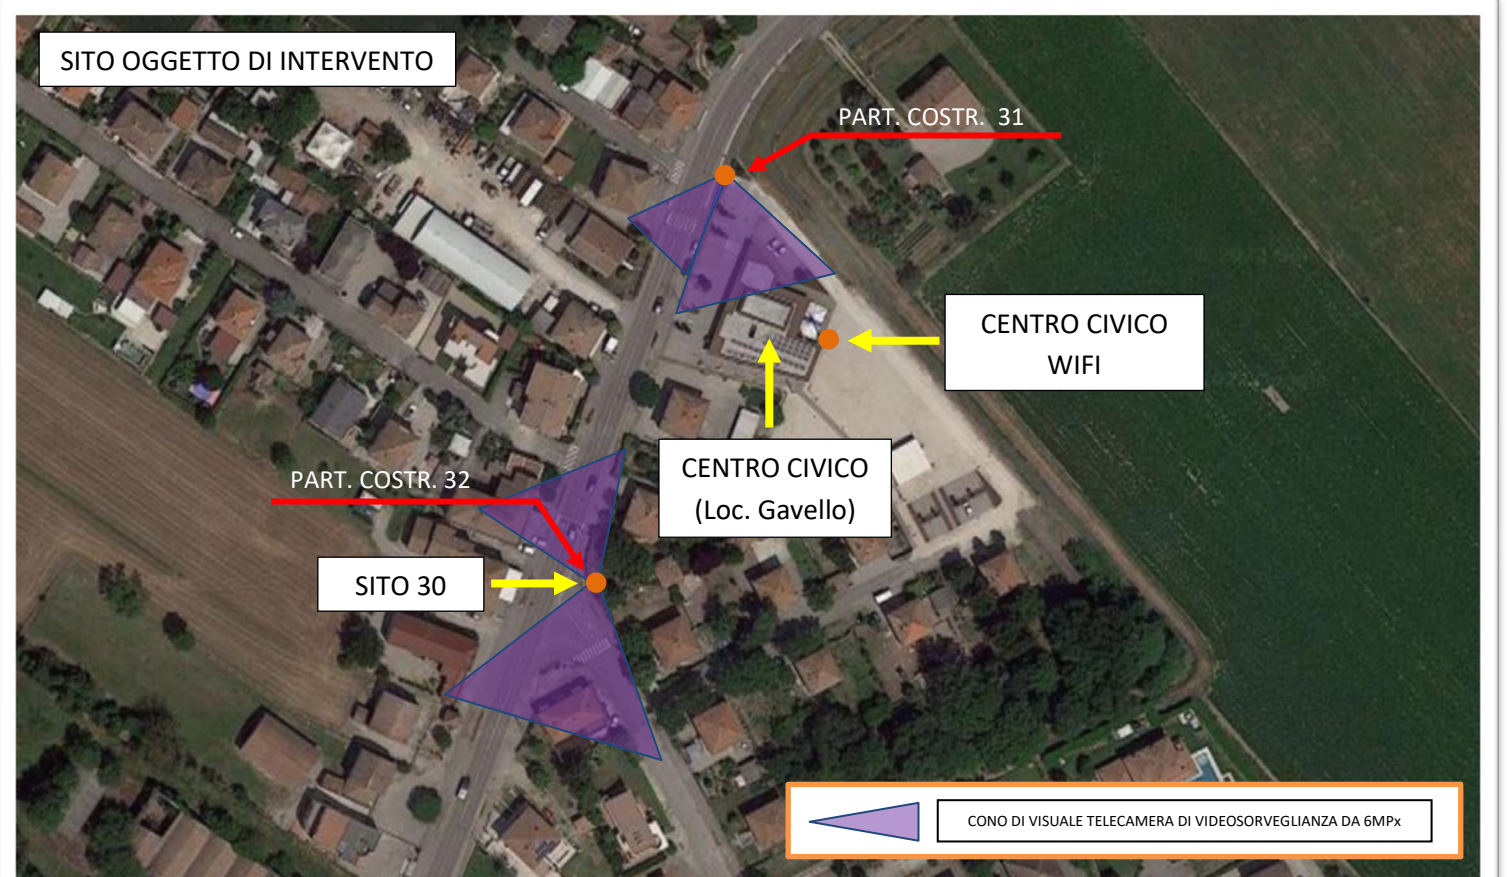 SITO OGGETTO DI INTERVENTO
PART. COSTR. 31
CENTRO CIVICO
WIFI
CENTRO CIVICO
(Loc. Gavello)
PART. COSTR. 32
SITO 30
CONO DI VISUALE TELECAMERA DI VIDEOSORVEGLIANZA DA 6MPx